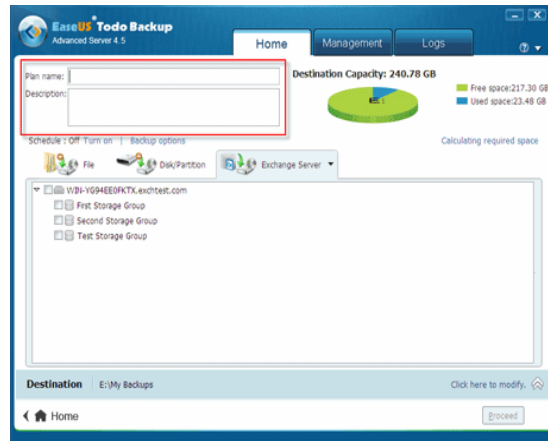 EaseUS® Todo Backup
Advanced Server 4.5
Home Management Logs
Plan name:
Description:
Destination Capacity: 240.78 GB
E:\
Free space:217.30 GB
Used space:23.48 GB
Schedule : Off Turn on | Backup options
Calculating required space
File Disk/Partition Exchange Server
WIN-YG94EE0FKTX.exchtest.com
First Storage Group
Second Storage Group
Test Storage Group
Destination E:\My Backups Click here to modify.
Home Proceed